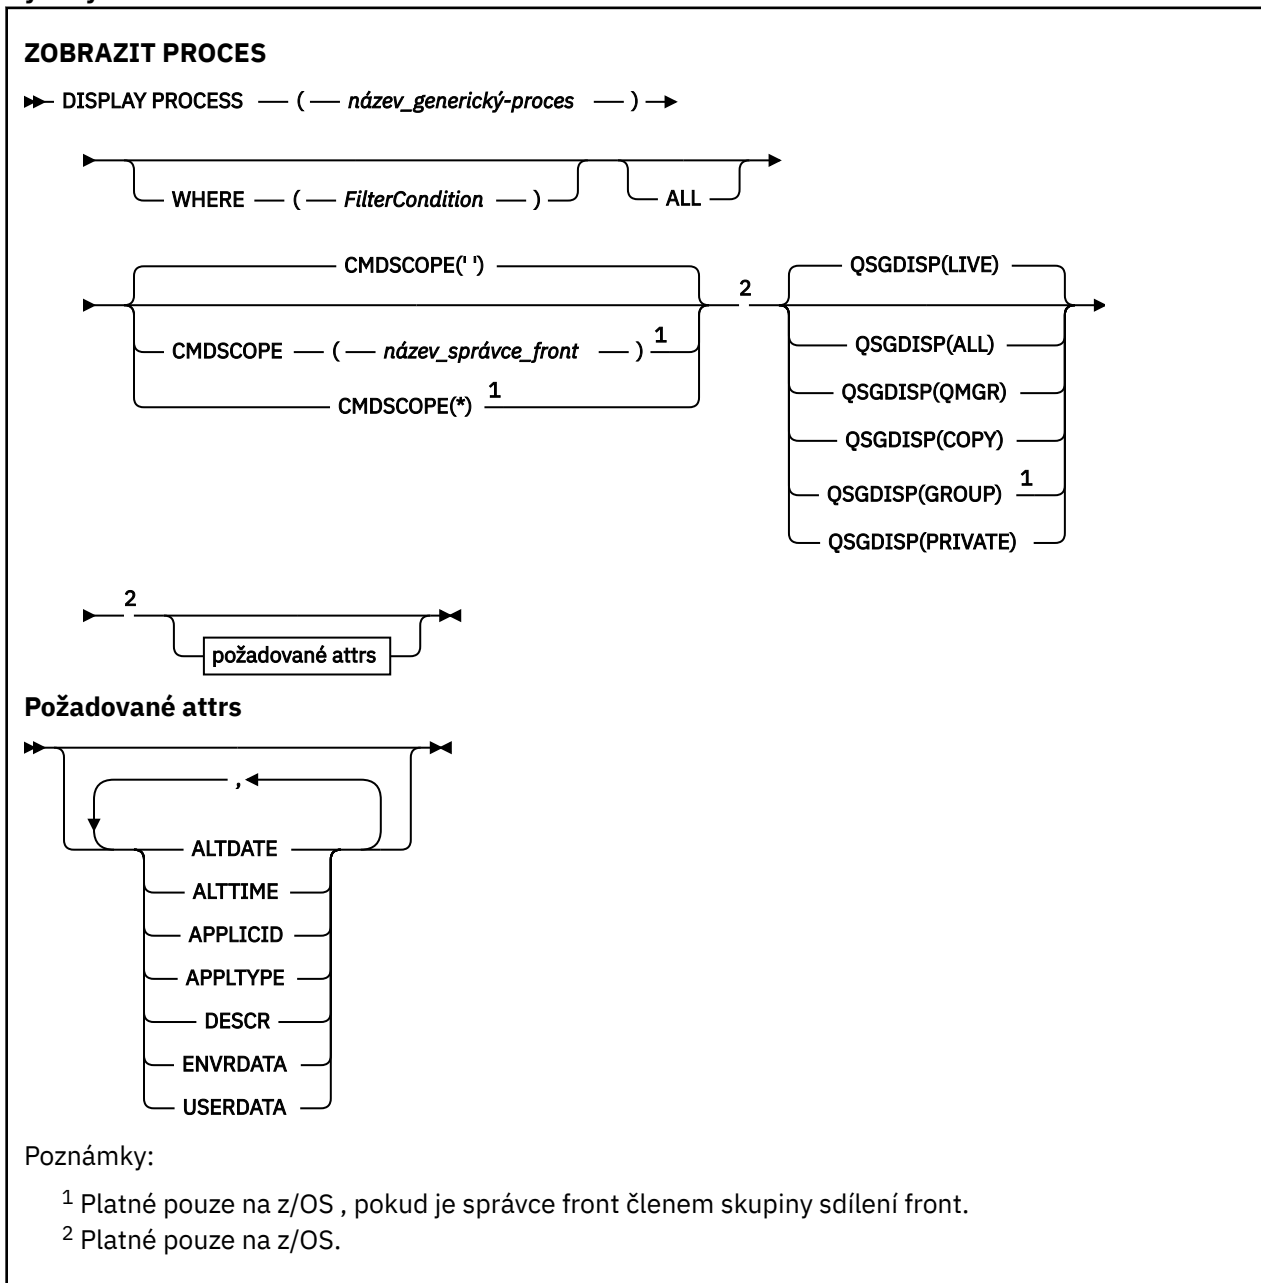 ZOBRAZIT PROCES
DISPLAY PROCESS ( název_generický-proces )
WHERE ( FilterCondition ) ALL
CMDSCOPE(' ')
CMDSCOPE ( název_správce_front ) 1
CMDSCOPE(*) 1
2
QSGDISP(LIVE)
QSGDISP(ALL)
QSGDISP(QMGR)
QSGDISP(COPY)
QSGDISP(GROUP) 1
QSGDISP(PRIVATE)
2
požadované attrs
Požadované attrs
,
ALTDATE
ALTTIME
APPLICID
APPLTYPE
DESCR
ENVRDATA
USERDATA
Poznámky:
1 Platné pouze na z/OS , pokud je správce front členem skupiny sdílení front.
2 Platné pouze na z/OS.